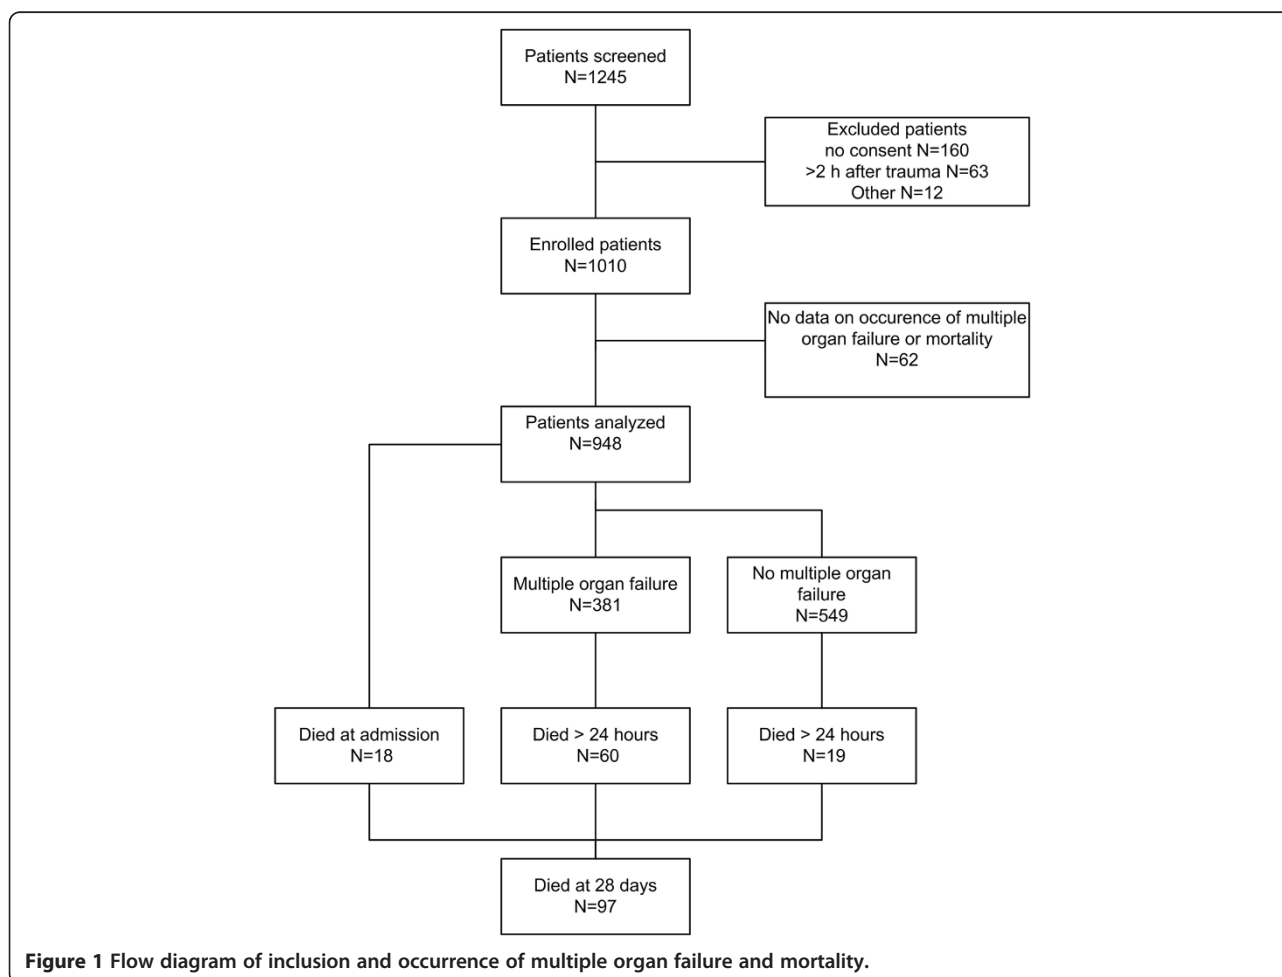 Patients screened
N=1245
Excluded patients
no consent N=160
>2 h after trauma N=63
Other N=12
Enrolled patients
N=1010
No data on occurence of multiple
organ failure or mortality
N=62
Patients analyzed
N=948
Multiple organ failure
N=381
No multiple organ
failure
N=549
Died at admission
N=18
Died > 24 hours
N=60
Died > 24 hours
N=19
Died at 28 days
N=97
Figure 1 Flow diagram of inclusion and occurrence of multiple organ failure and mortality.